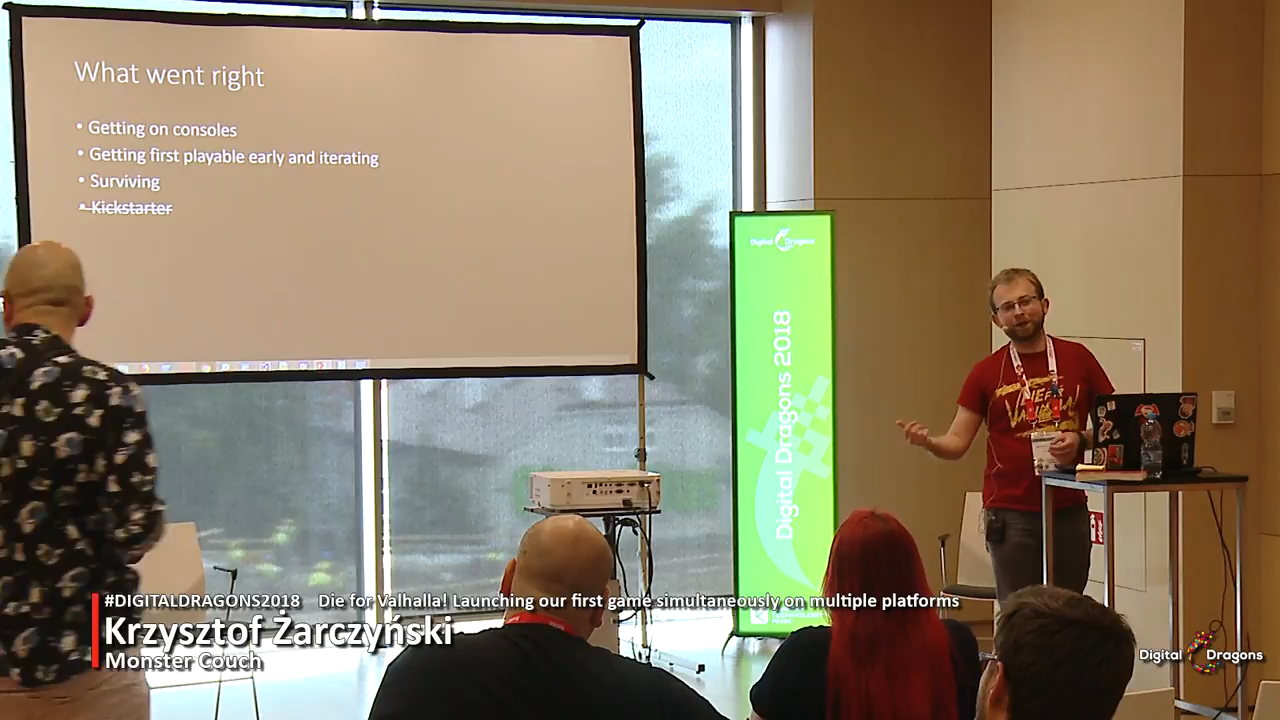 What went right
• Getting on consoles
• Getting first playable early and iterating
• Surviving
• Kickstarter
Digital Dragons
Digital Dragons 2018
#DIGITALDRAGONS2018 Die for Valhalla! Launching our first game simultaneously on multiple platforms
Krzysztof Żarczyński
Monster Couch
Digital Dragons